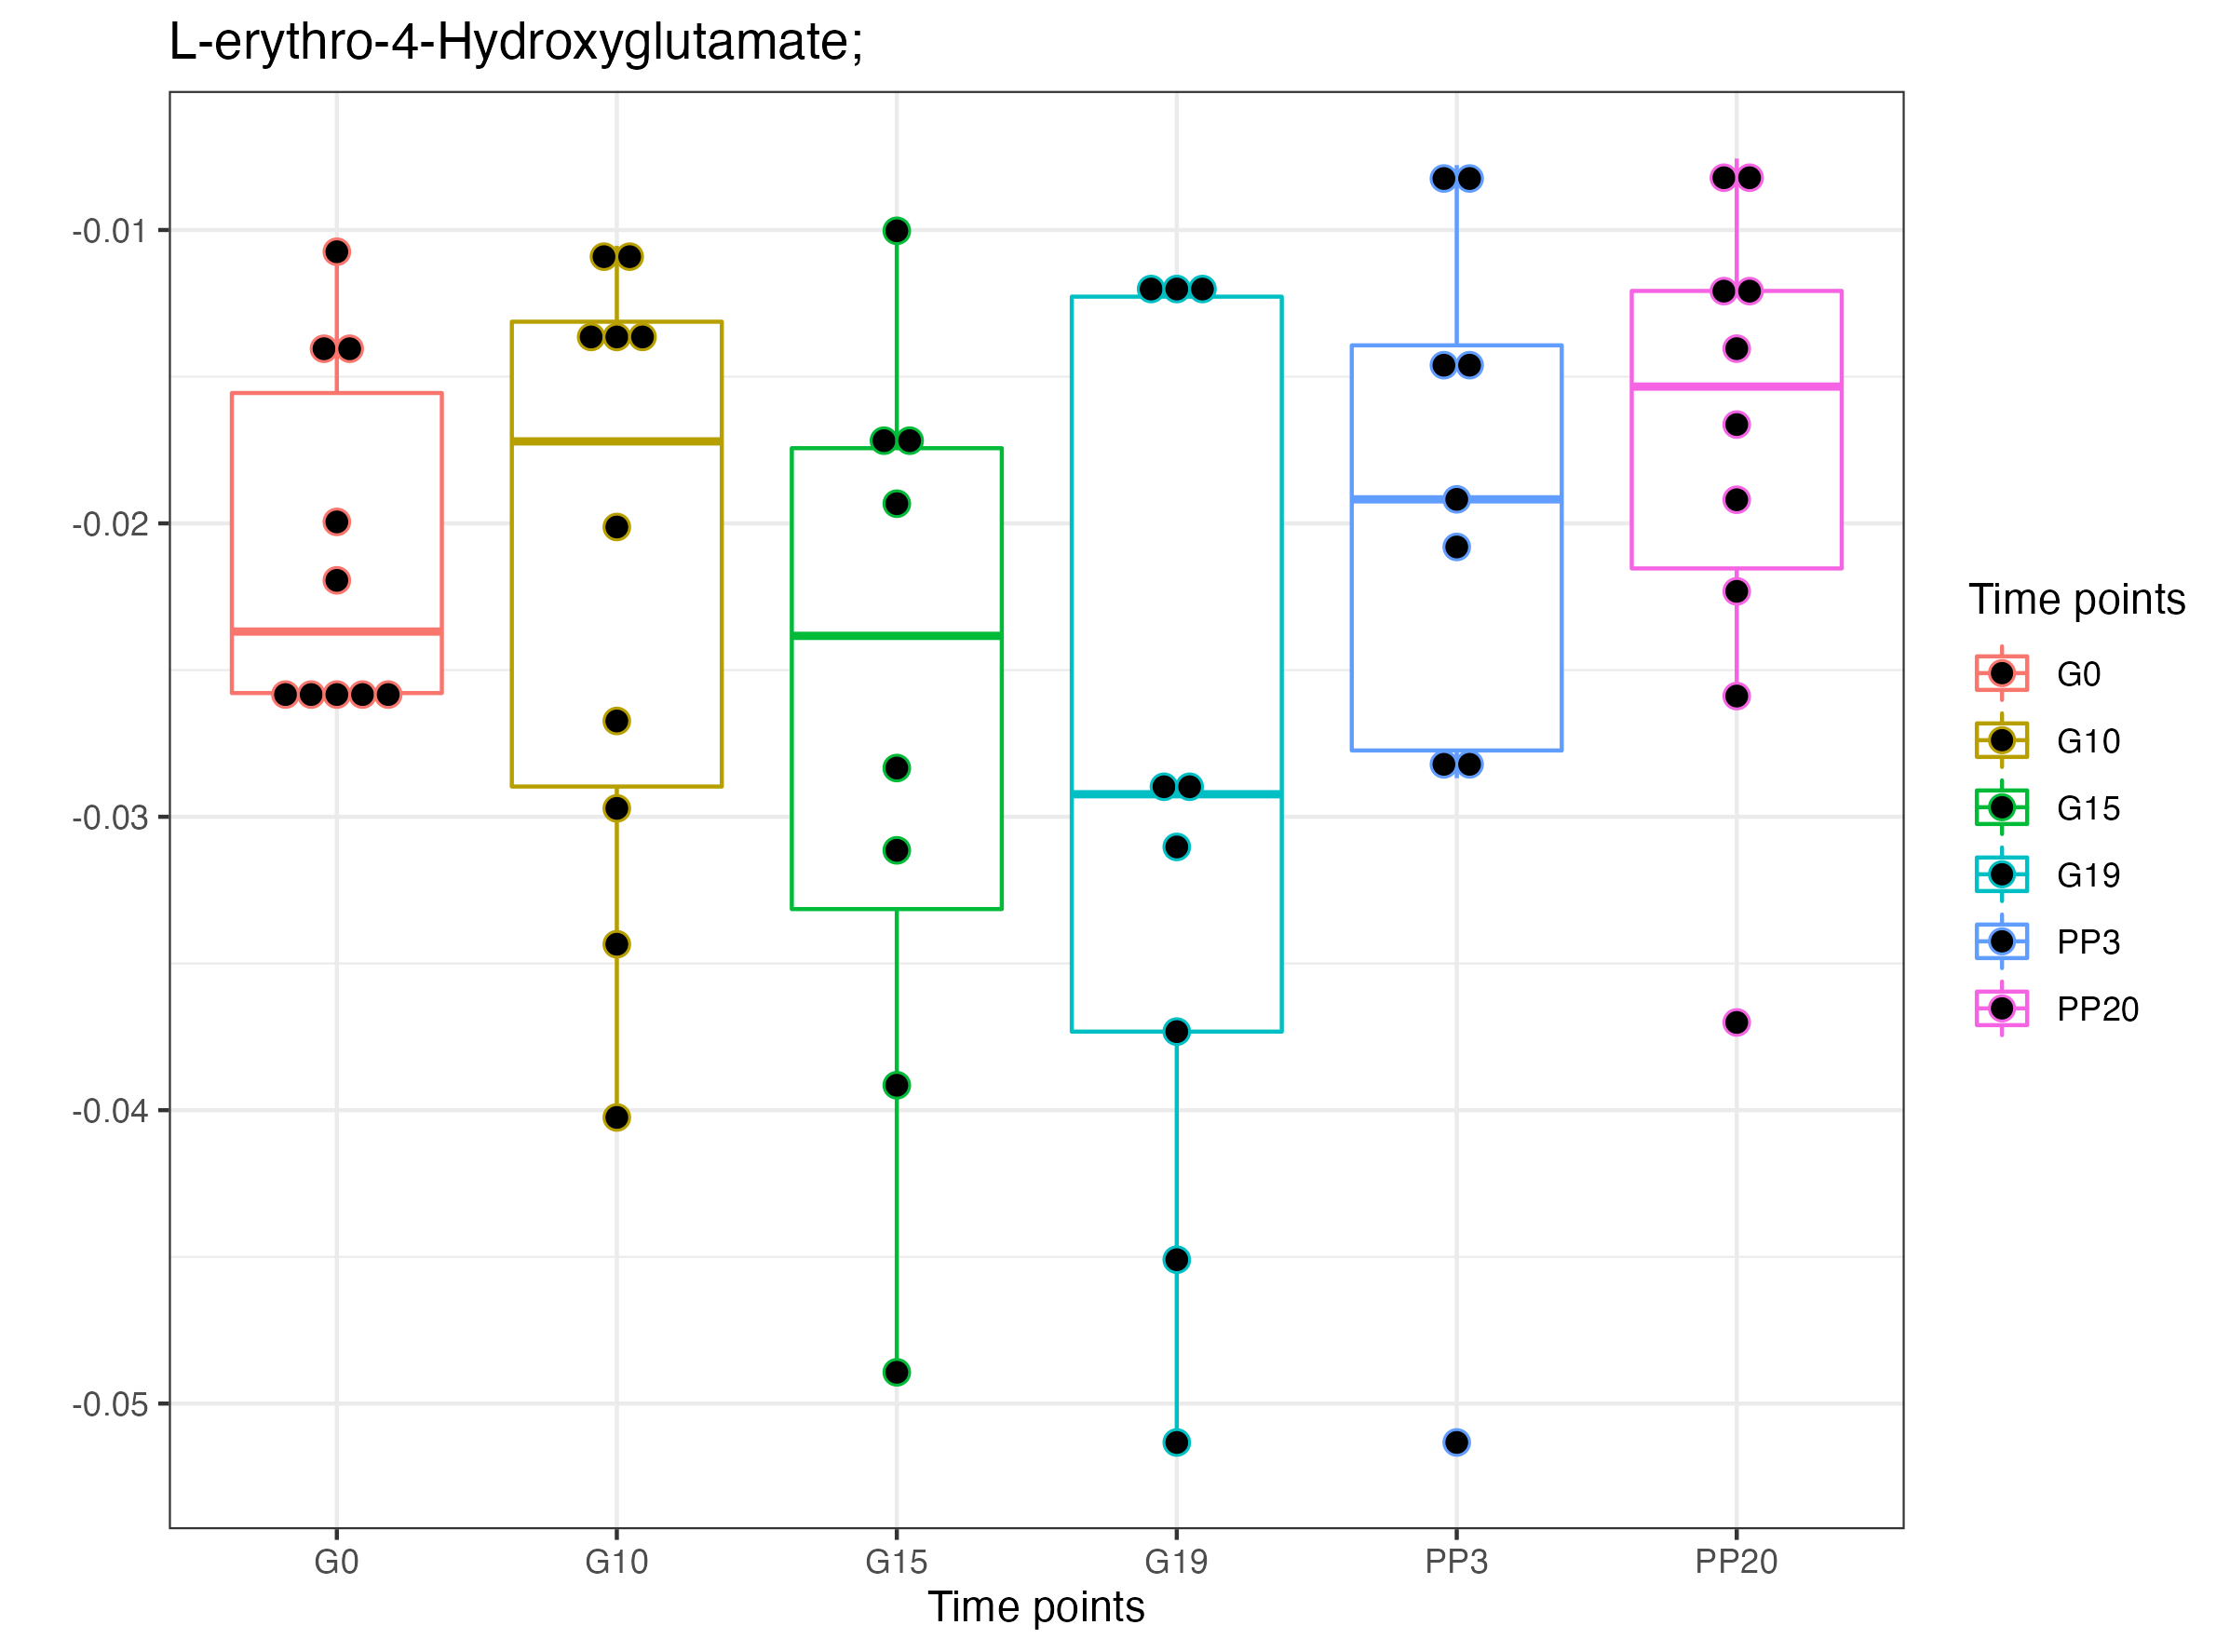 L-erythro-4-Hydroxyglutamate;
-0.01
-0.02
-0.03
-0.04
-0.05
G0 G10 G15 G19 PP3 PP20
Time points
Time points
G0
G10
G15
G19
PP3
PP20